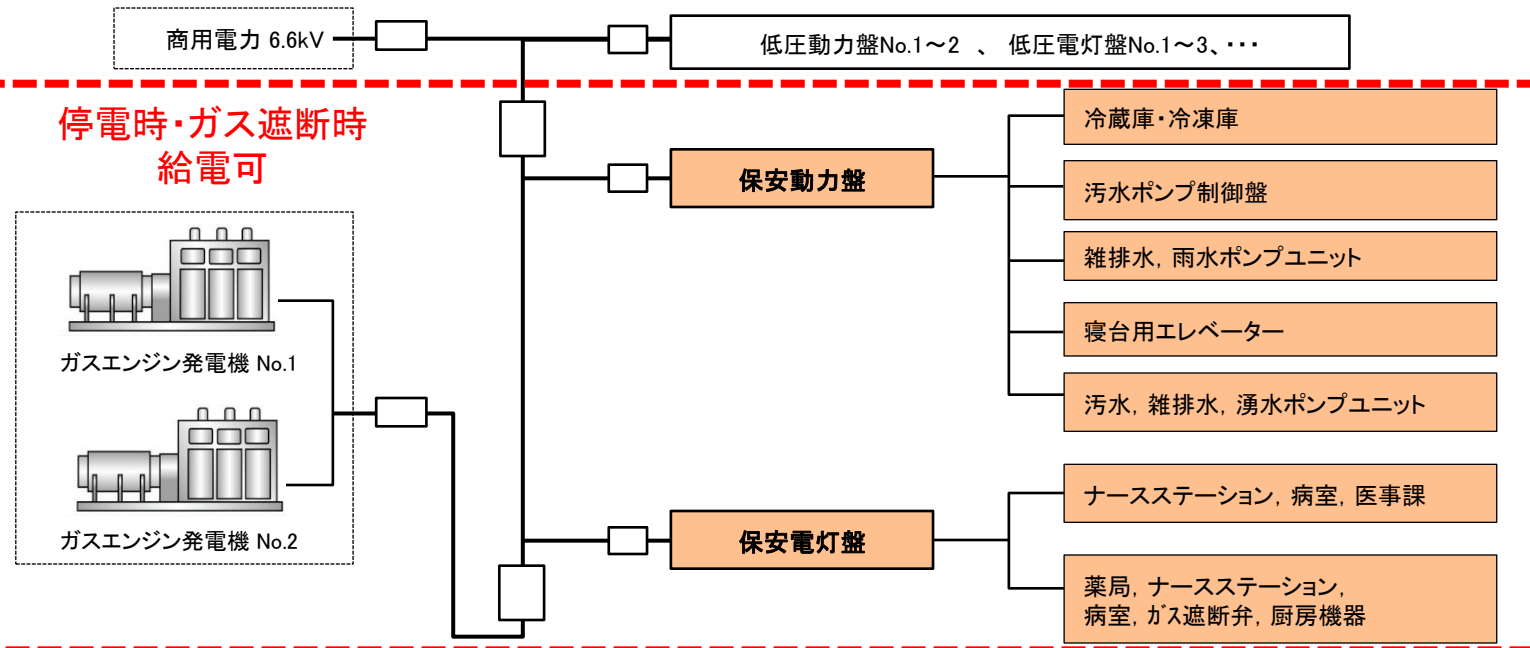 商用電力 6.6kV
低圧動力盤No.1～2 、 低圧電灯盤No.1～3、・・・
停電時・ガス遮断時
給電可
ガスエンジン発電機 No.1
ガスエンジン発電機 No.2
保安動力盤
冷蔵庫・冷凍庫
汚水ポンプ制御盤
雑排水, 雨水ポンプユニット
寝台用エレベーター
汚水, 雑排水, 湧水ポンプユニット
保安電灯盤
ナースステーション, 病室, 医事課
薬局, ナースステーション,
病室, ガス遮断弁, 厨房機器